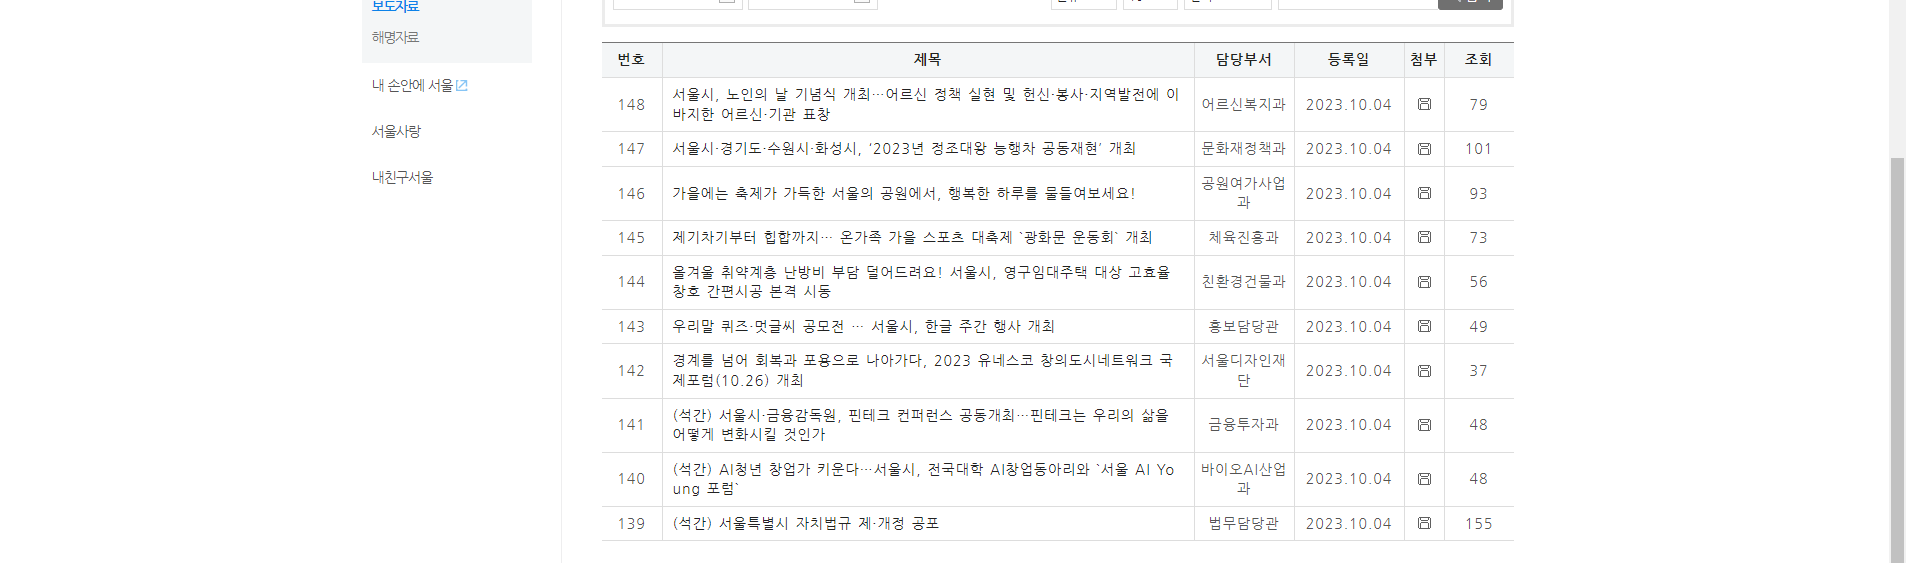 보도자료
해명자료
내 손안에 서울
서울사랑
내친구서울
번호 제목 담당부서 등록일 첨부 조회
148 서울시, 노인의 날 기념식 개최…어르신 정책 실현 및 헌신·봉사·지역발전에 이
바지한 어르신·기관 표창 어르신복지과 2023.10.04 79
147 서울시·경기도·수원시·화성시, ‘2023년 정조대왕 능행차 공동재현’ 개최 문화재정책과 2023.10.04 101
146 가을에는 축제가 가득한 서울의 공원에서, 행복한 하루를 물들여보세요! 공원여가사업
과 2023.10.04 93
145 제기차기부터 힙합까지… 온가족 가을 스포츠 대축제 `광화문 운동회` 개최 체육진흥과 2023.10.04 73
144 올겨울 취약계층 난방비 부담 덜어드려요! 서울시, 영구임대주택 대상 고효율
창호 간편시공 본격 시동 친환경건물과 2023.10.04 56
143 우리말 퀴즈·멋글씨 공모전 … 서울시, 한글 주간 행사 개최 홍보담당관 2023.10.04 49
142 경계를 넘어 회복과 포용으로 나아가다, 2023 유네스코 창의도시네트워크 국
제포럼(10.26) 개최 서울디자인재
단 2023.10.04 37
141 (석간) 서울시·금융감독원, 핀테크 컨퍼런스 공동개최…핀테크는 우리의 삶을
어떻게 변화시킬 것인가 금융투자과 2023.10.04 48
140 (석간) AI청년 창업가 키운다…서울시, 전국대학 AI창업동아리와 `서울 AI Yo
ung 포럼` 바이오AI산업
과 2023.10.04 48
139 (석간) 서울특별시 자치법규 제·개정 공포 법무담당관 2023.10.04 155